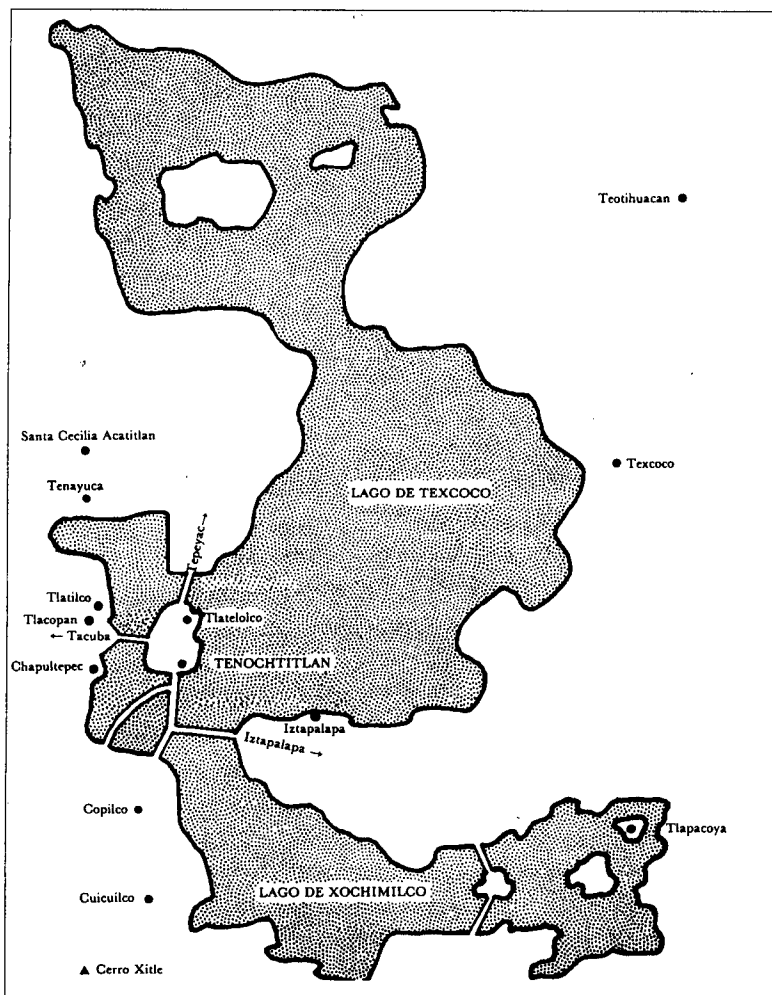 Teotihuacan
Santa Cecilia Acatitlan
Texcoco
Tenayuca
LAGO DE TEXCOCO
Tepeyac→
Tlatilco
Tlacopan
Tlatelolco
← Tacuba
Chapultepec
TENOCHTITLAN
Iztapalapa
Iztapalapa →
Copilco
Tlapacoya
Cuicuilco
LAGO DE XOCHIMILCO
Cerro Xitle